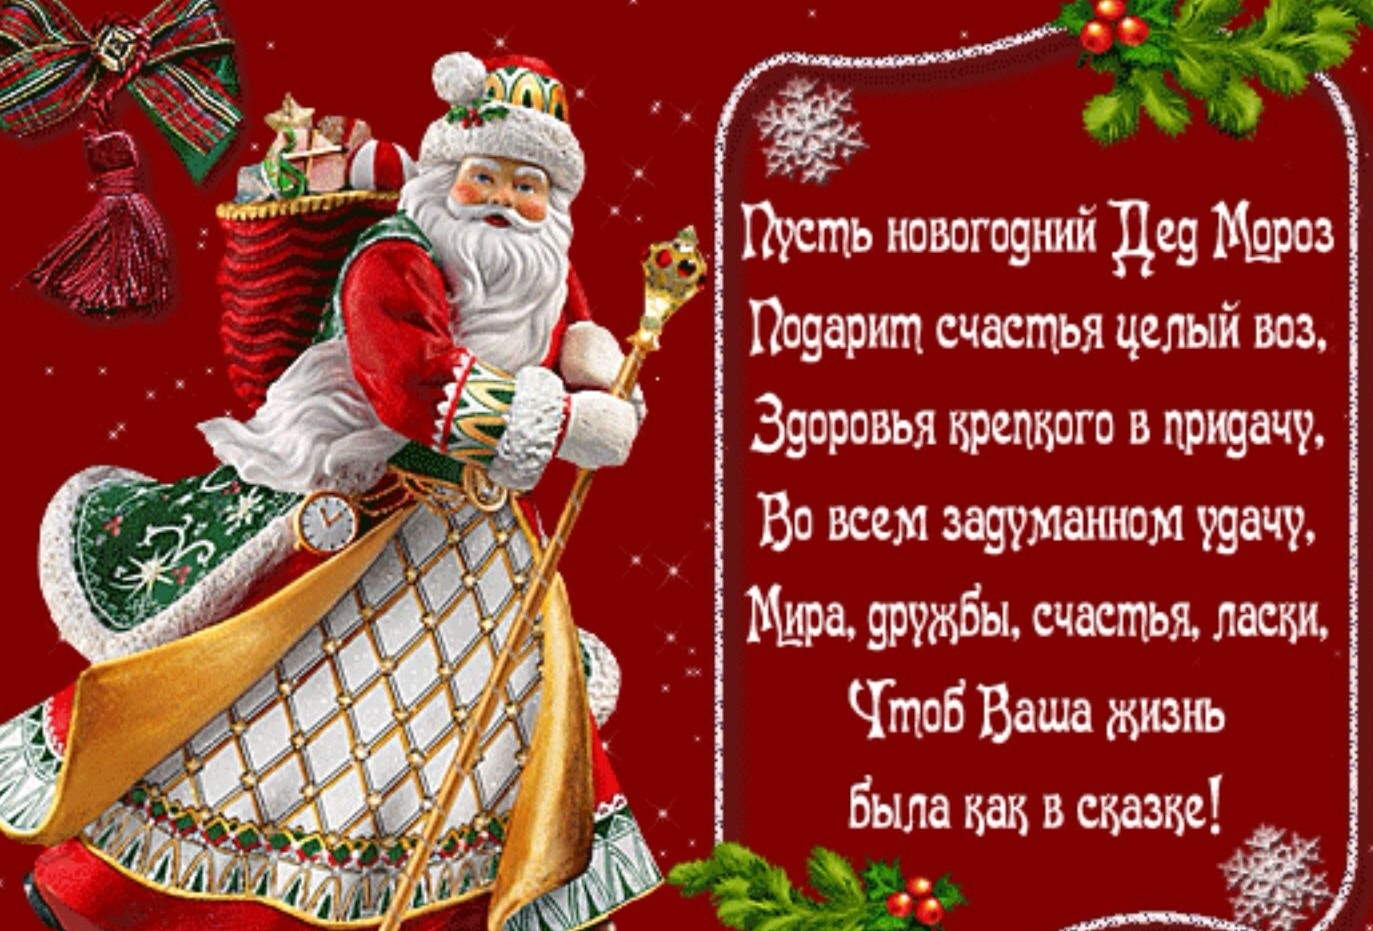 Пусть новогодний Дед Мороз
Подарит счастья целый воз,
Здоровья крепкого в придачу,
Во всем задуманном удачу,
Мира, дружбы, счастья, ласки,
Чтоб Ваша жизнь
была как в сказке!